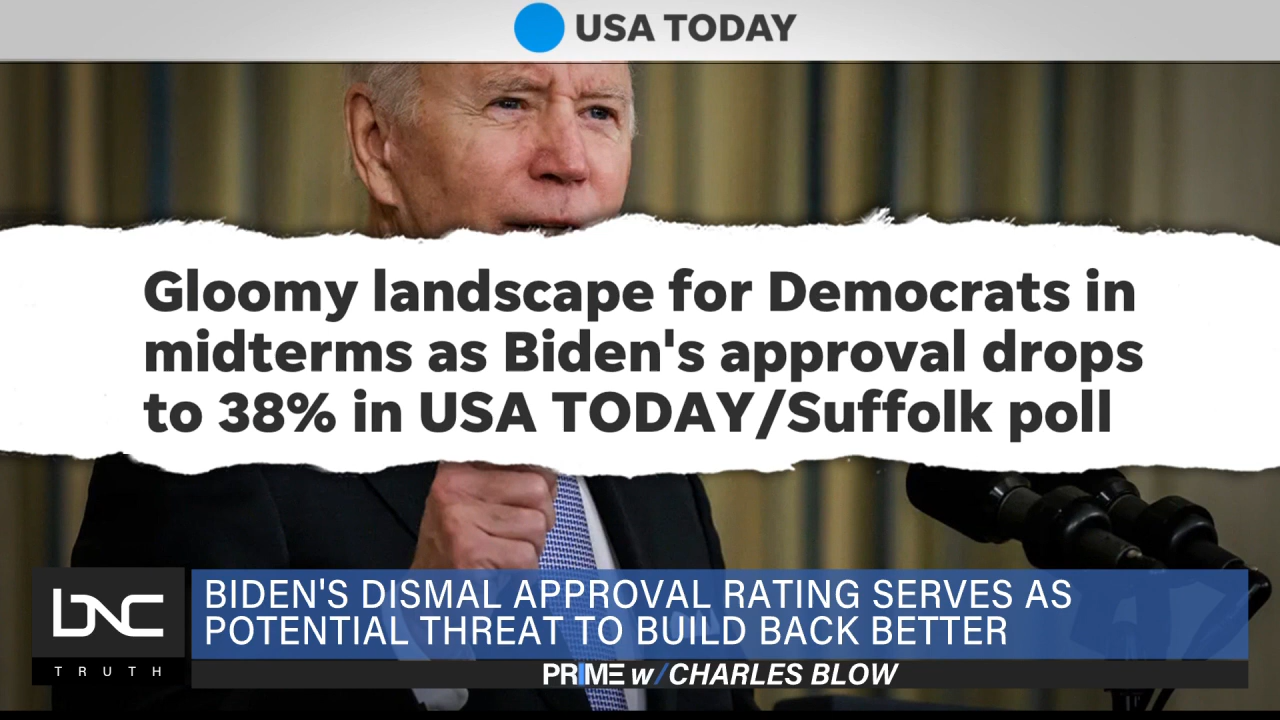 USA TODAY
Gloomy landscape for Democrats in
midterms as Biden's approval drops
to 38% in USA TODAY/Suffolk poll
BIDEN'S DISMAL APPROVAL RATING SERVES AS
POTENTIAL THREAT TO BUILD BACK BETTER
BNC
TRUTH
PRIME w/CHARLES BLOW